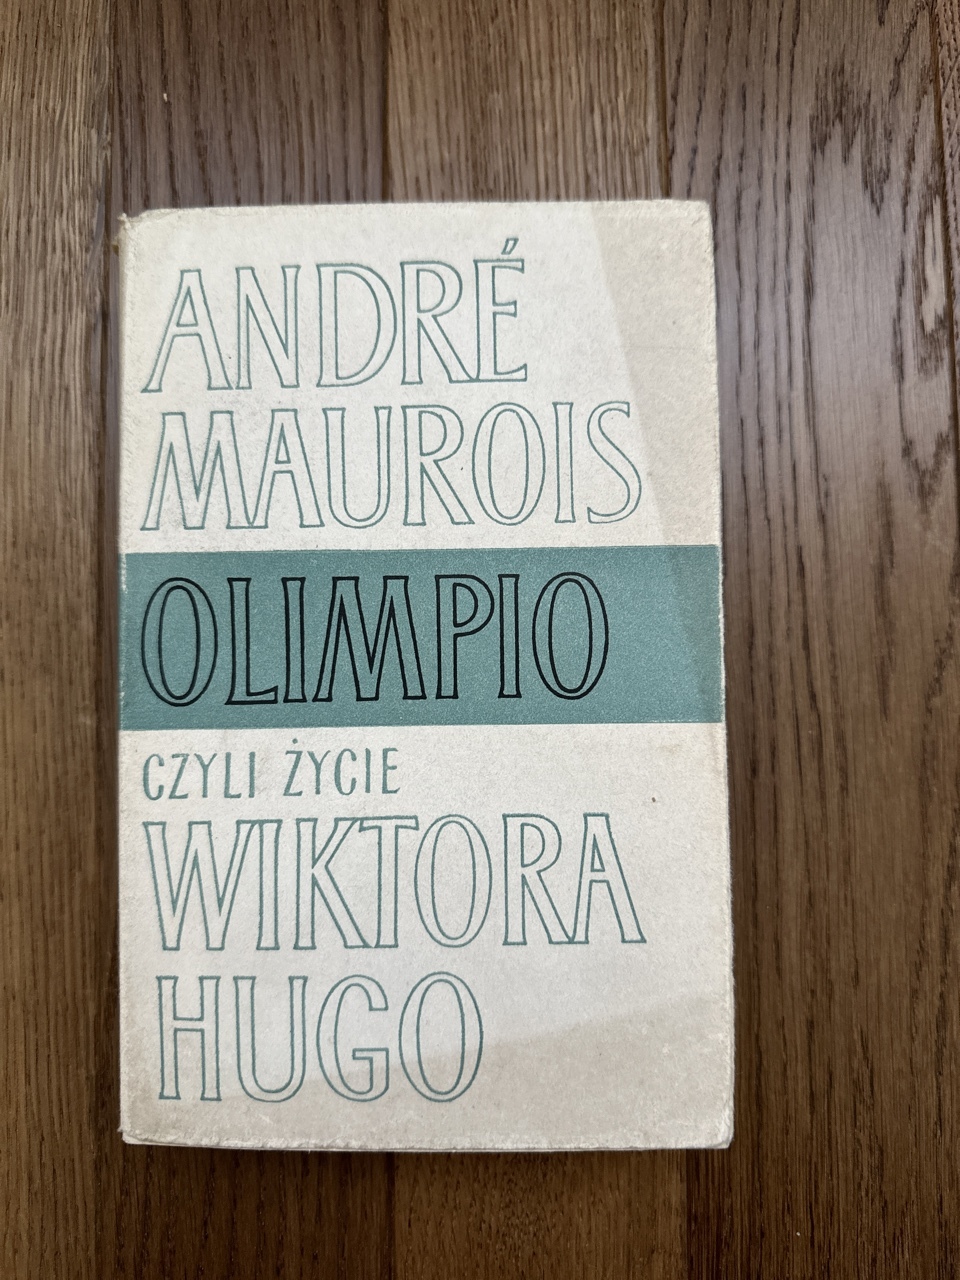 ANDRÉ
MAUROIS
OLIMPIO
CZYLI ŻYCIE
WIKTORA
HUGO